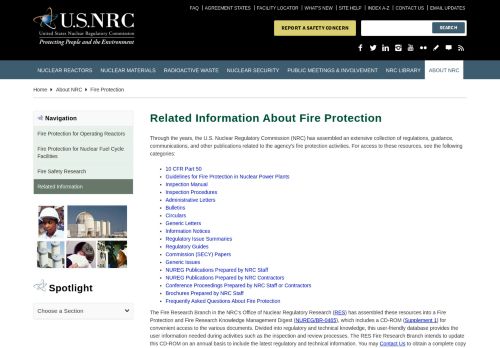 FAQ | AGREEMENT STATES | FACILITY LOCATOR | WHAT'S NEW | SITE HELP | INDEX A-Z | CONTACT US | EMAIL UPDATES
U.S.NRC
United States Nuclear Regulatory Commission
Protecting People and the Environment
REPORT A SAFETY CONCERN
SEARCH
NUCLEAR REACTORS NUCLEAR MATERIALS RADIOACTIVE WASTE NUCLEAR SECURITY PUBLIC MEETINGS & INVOLVEMENT NRC LIBRARY ABOUT NRC
Home About NRC Fire Protection
Navigation
Fire Protection for Operating Reactors
Fire Protection for Nuclear Fuel Cycle
Facilities
Fire Safety Research
Related Information
Spotlight
Choose a Section
Related Information About Fire Protection
Through the years, the U.S. Nuclear Regulatory Commission (NRC) has assembled an extensive collection of regulations, guidance,
communications, and other publications related to the agency's fire protection activities. For access to these resources, see the following
categories:
10 CFR Part 50
Guidelines for Fire Protection in Nuclear Power Plants
Inspection Manual
Inspection Procedures
Administrative Letters
Bulletins
Circulars
Generic Letters
Information Notices
Regulatory Issue Summaries
Regulatory Guides
Commission (SECY) Papers
Generic Issues
NUREG Publications Prepared by NRC Staff
NUREG Publications Prepared by NRC Contractors
Conference Proceedings Prepared by NRC Staff or Contractors
Brochures Prepared by NRC Staff
Frequently Asked Questions About Fire Protection
The Fire Research Branch in the NRC's Office of Nuclear Regulatory Research (RES) has assembled these resources into a Fire
Protection and Fire Research Knowledge Management Digest (NUREG/BR-0465), which includes a CD-ROM (Supplement 1) for
convenient access to the various documents. Divided into regulatory and technical knowledge, this user-friendly database provides the
user information needed during activities such as the inspection and review processes. The RES Fire Research Branch intends to update
this CD-ROM on an annual basis to include the latest regulatory and technical information. You may Contact Us to obtain a complete copy